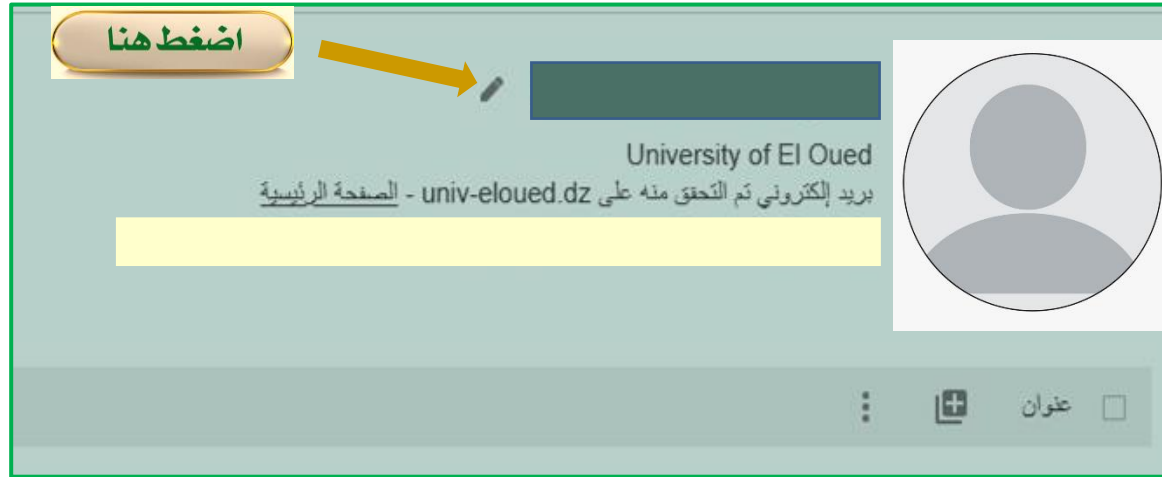 اضغط هنا
University of El Oued
بريد إلكتروني تم التحقق منه على univ-eloued.dz - الصفحة الرئيسية
عنوان